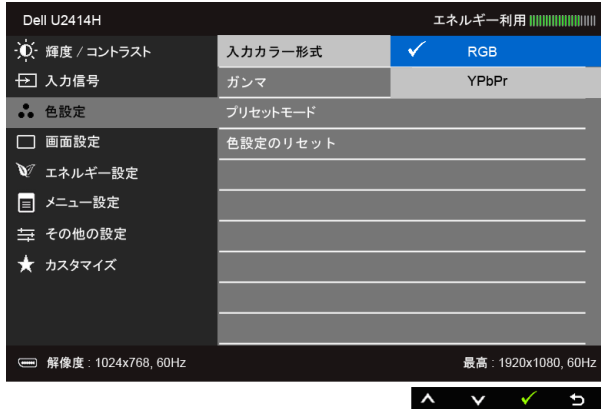 Dell U2414H
エネルギー利用
輝度 / コントラスト
入力カラー形式
RGB
入力信号
ガンマ
YPbPr
色設定
プリセットモード
画面設定
色設定のリセット
エネルギー設定
メニュー設定
その他の設定
カスタマイズ
解像度 : 1024x768, 60Hz
最高 : 1920x1080, 60Hz